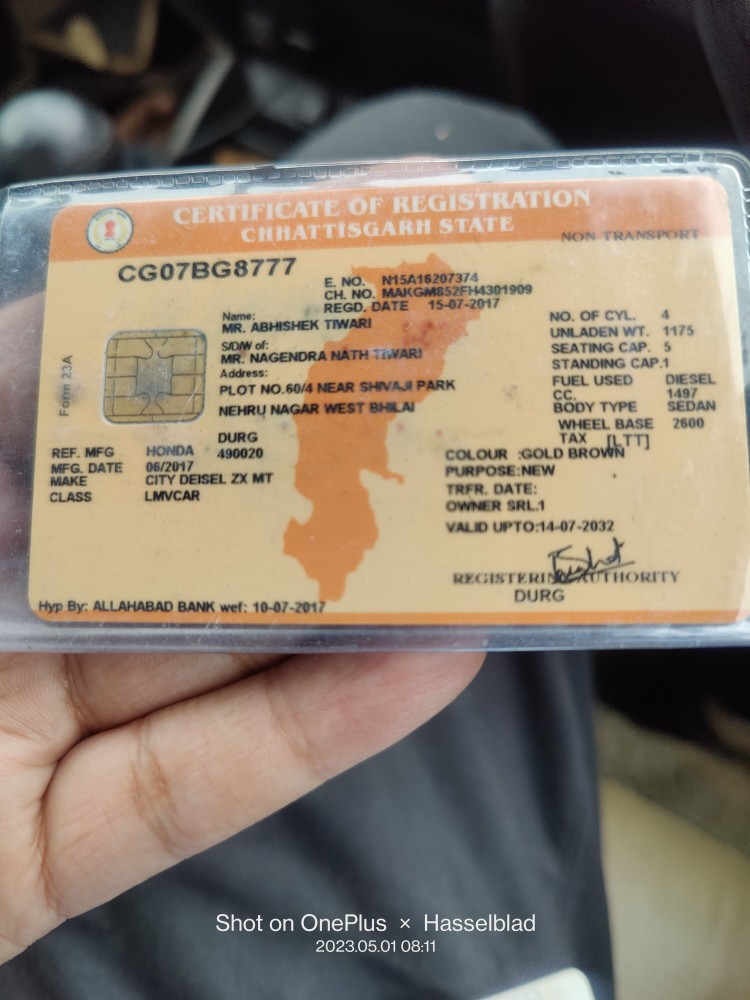 CERTIFICATE OF REGISTRATION
CHHATTISGARH STATE
NON TRANSPORT
CG07BG8777
E. NO. N15A16207374
CH. NO. MAKGM852FH4301909
REGD. DATE 15-07-2017
Name:
MR. ABHISHEK TIWARI
S/D/W of:
MR. NAGENDRA NATH TIWARI
Address:
PLOT NO.60/4 NEAR SHIVAJI PARK
NEHRU NAGAR WEST BHILAI
DURG
490020
Form 23A
NO. OF CYL. 4
UNLADEN WT. 1175
SEATING CAP. 5
STANDING CAP.1
FUEL USED DIESEL
CC. 1497
BODY TYPE SEDAN
WHEEL BASE 2600
TAX [LTT]
REF. MFG HONDA
MFG. DATE 06/2017
MAKE CITY DEISEL ZX MT
CLASS LMVCAR
COLOUR :GOLD BROWN
PURPOSE:NEW
TRFR. DATE:
OWNER SRL.1
VALID UPTO:14-07-2032
REGISTERING AUTHORITY
DURG
Hyp By: ALLAHABAD BANK wef: 10-07-2017
Shot on OnePlus × Hasselblad
2023.05.01 08:11